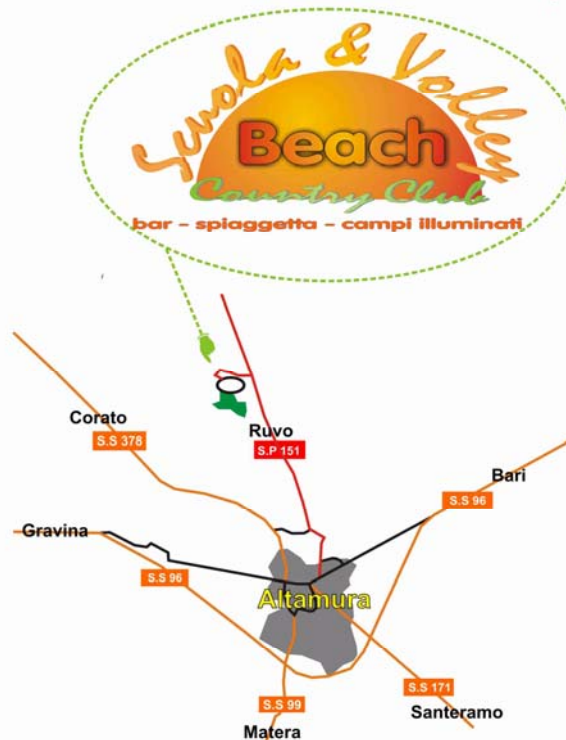 Scuola & Volley
Beach
Country Club
bar - spiaggetta - campi illuminati
Corato
S.S 378
Ruvo
S.P 151
Bari
S.S 96
Gravina
S.S 96
Altamura
S.S 171
Santeramo
S.S 99
Matera